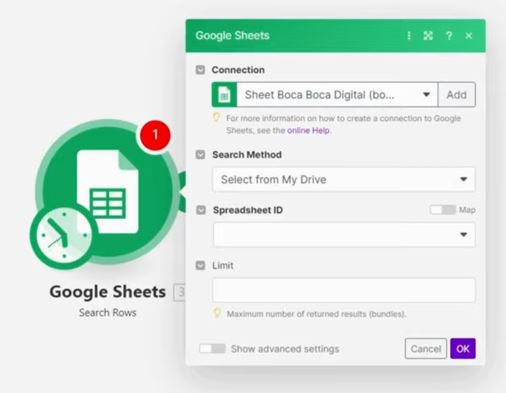 Google Sheets
?
Connection
Sheet Boca Boca Digital (bo...
Add
For more information on how to create a connection to Google
Sheets, see the online Help.
1
Search Method
Select from My Drive
Spreadsheet ID
Map
Limit
Google Sheets
3
Search Rows
Maximum number of returned results (bundles).
Show advanced settings
Cancel
OK